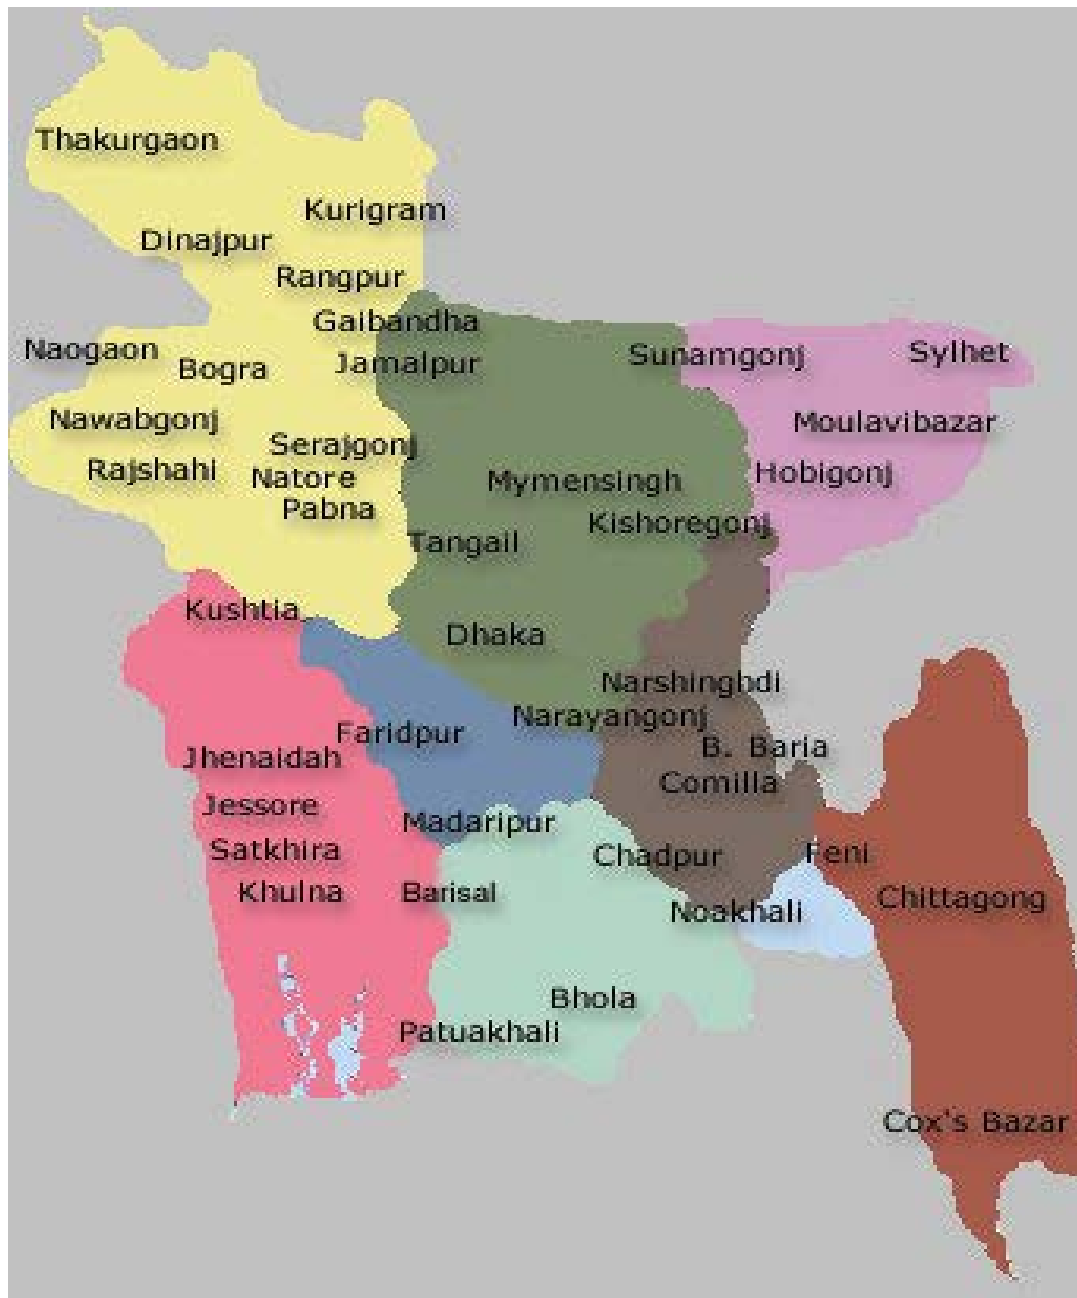 Thakurgaon
Kurigram
Dinajpur
Rangpur
Gaibandha
Naogaon
Bogra
Jamalpur
Sunamgonj
Sylhet
Nawabgonj
Serajgonj
Moulavibazar
Rajshahi
Natore
Mymensingh
Hobigonj
Pabna
Kishoregonj
Tangail
Kushtia
Dhaka
Narshinghdi
Narayangonj
Faridpur
B. Baria
Jhenaidah
Comilla
Jessore
Madaripur
Satkhira
Chadpur
Feni
Khulna
Barisal
Noakhali
Chittagong
Bhola
Patuakhali
Cox's Bazar